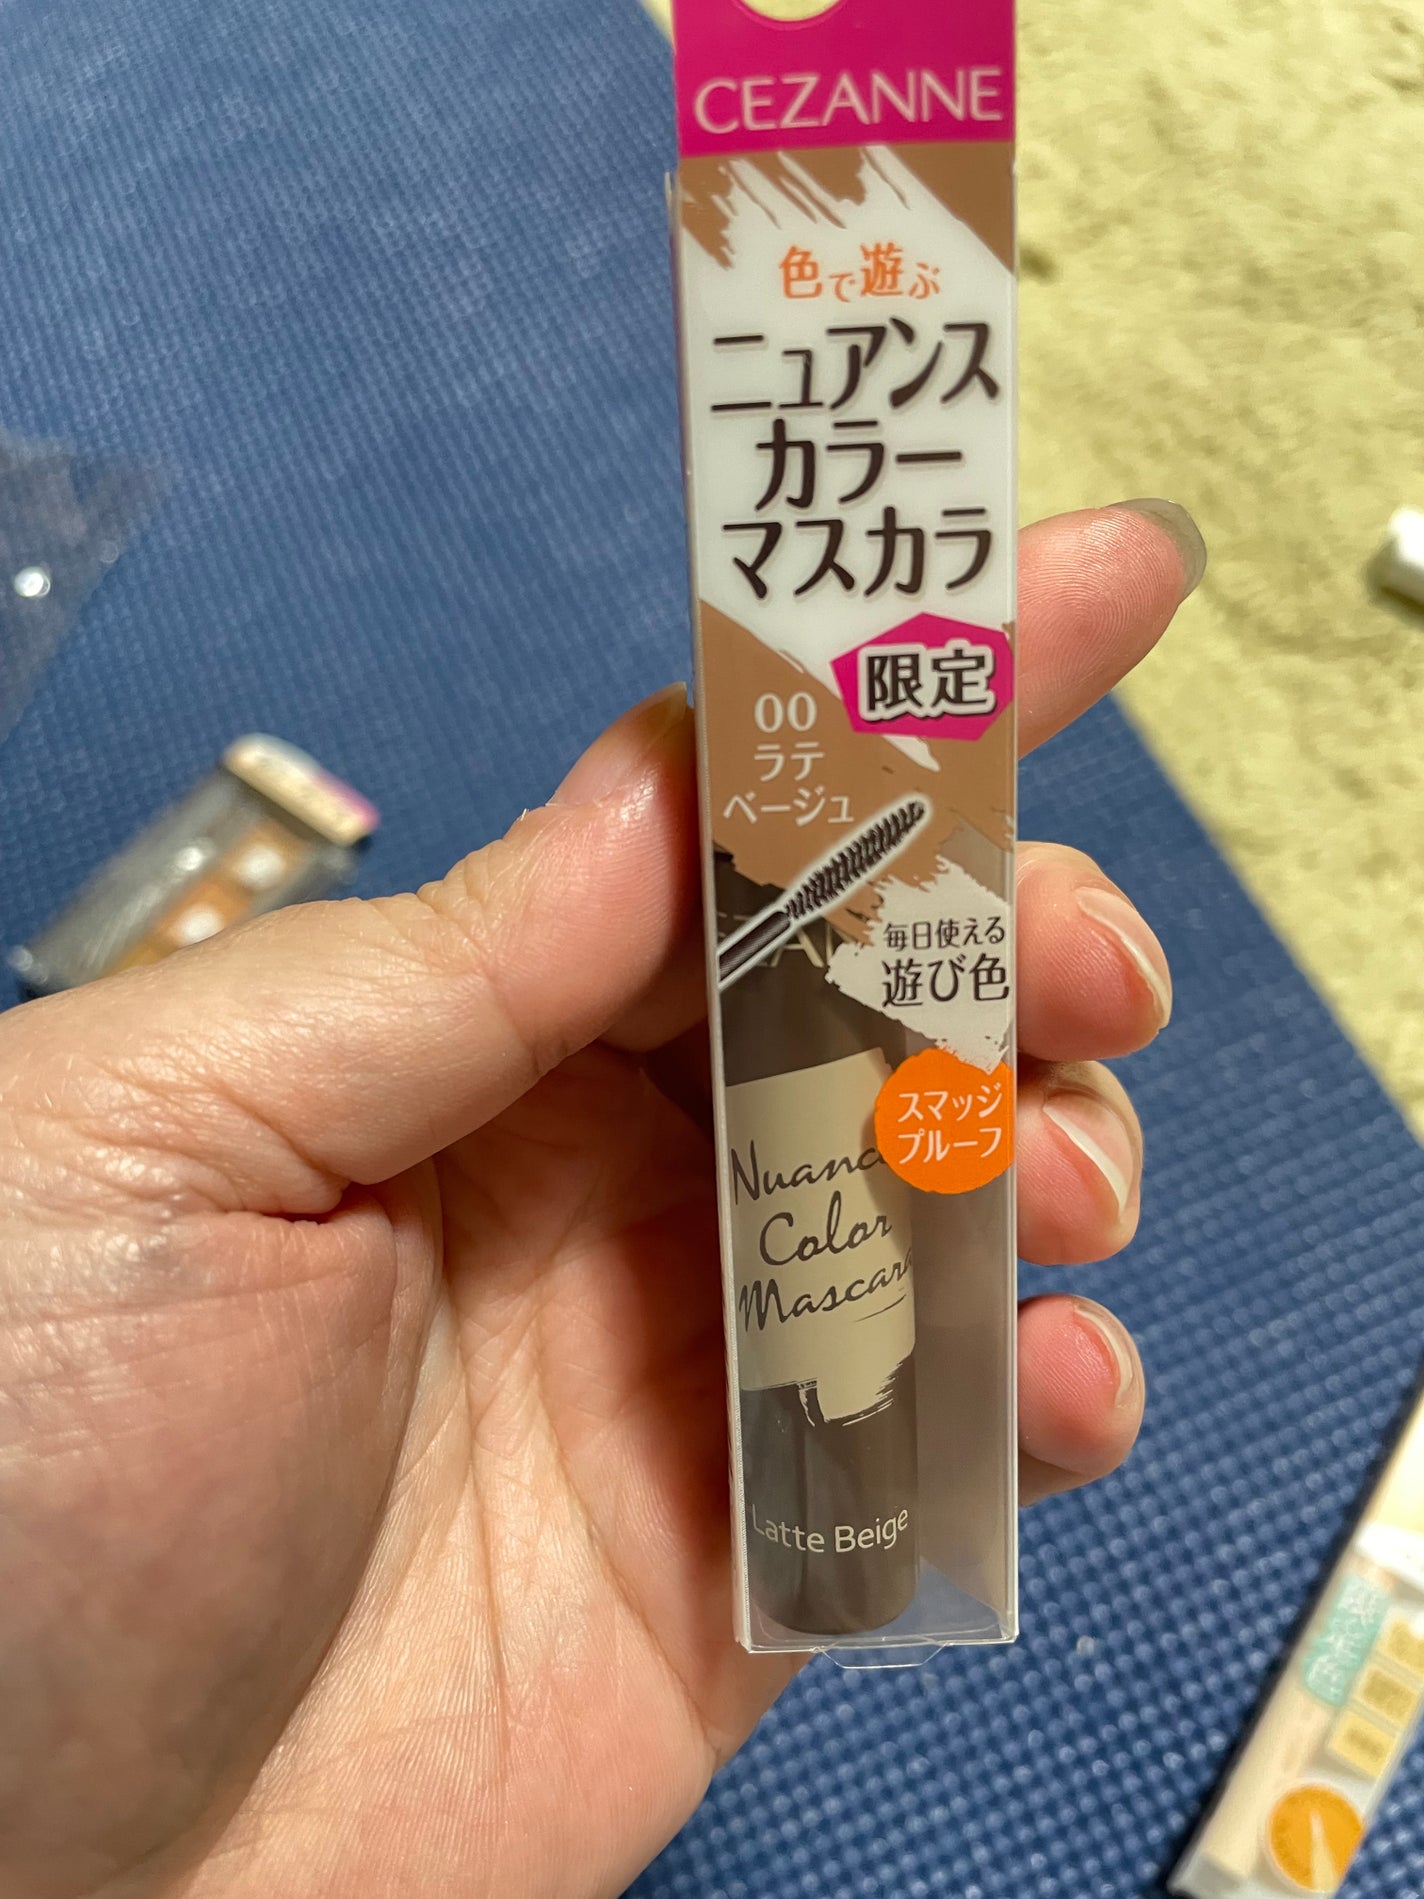 CEZANNE
色で遊ぶ
ニュアンス
カラー
マスカラ
限定
00
ラテ
ベージュ
毎日使える
遊び色
スマッジ
プルーフ
Nuance
Color
Mascara
Latte Beige